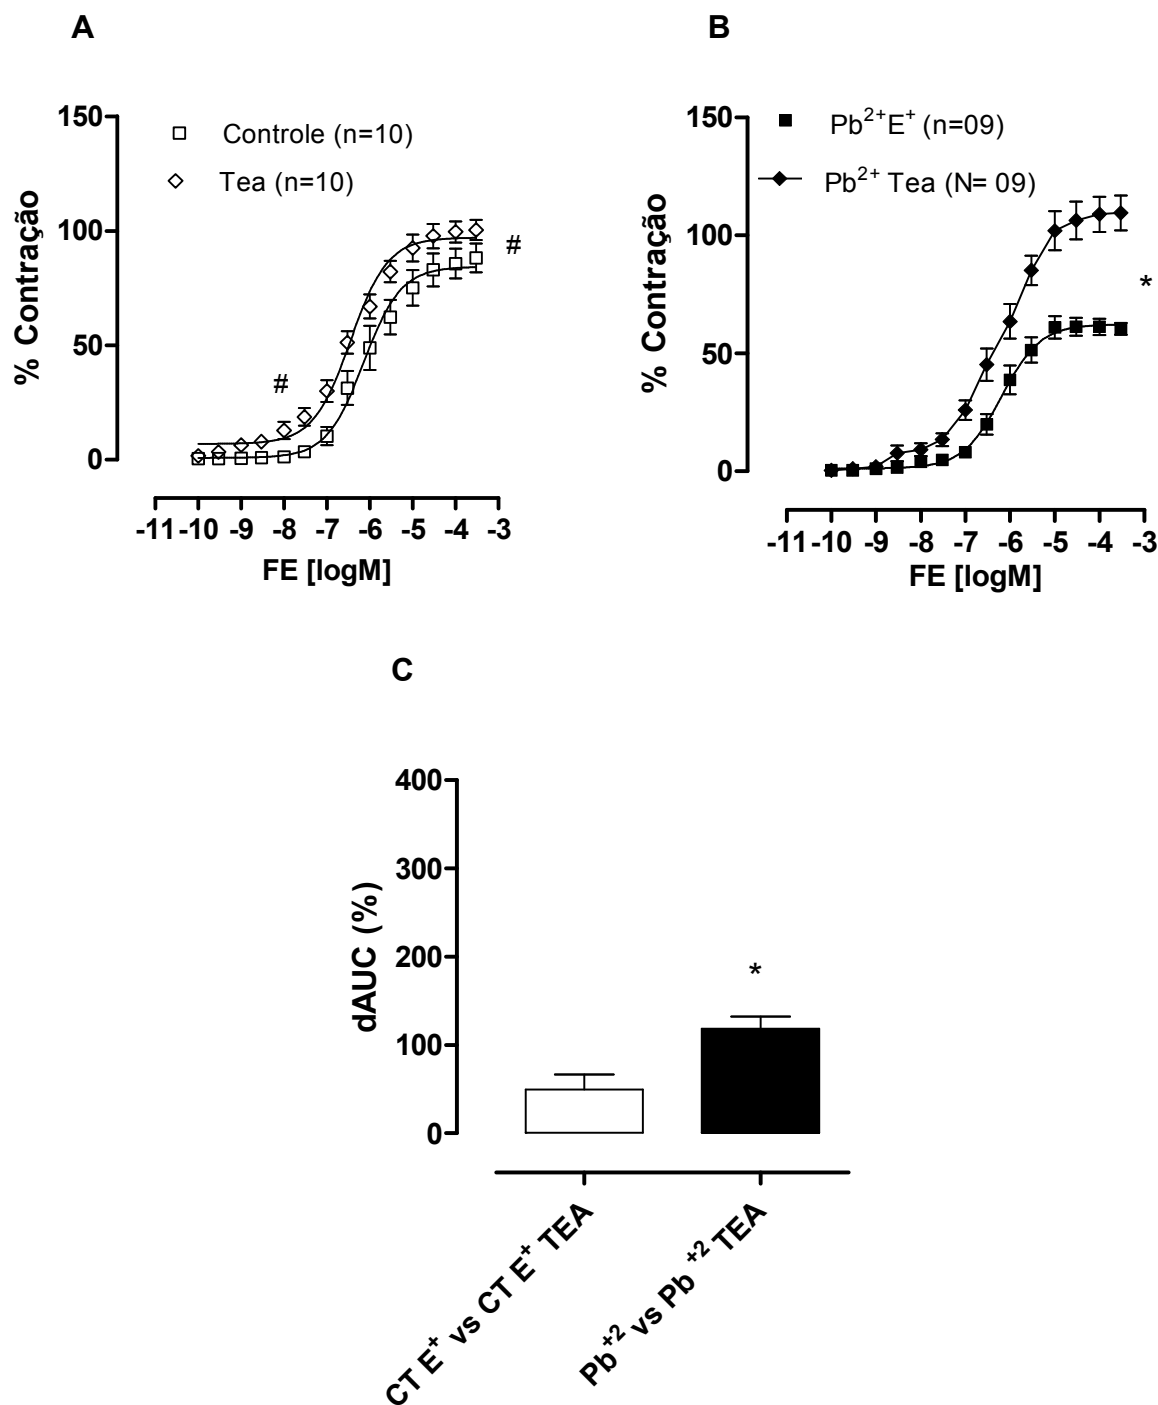 A
150
100
50
0
% Contração
Controle (n=10)
Tea (n=10)
#
#
-11 -10 -9 -8 -7 -6 -5 -4 -3
FE [logM]
B
150
100
50
0
% Contração
Pb²⁺E⁺ (n=09)
Pb²⁺ Tea (N= 09)
*
-11 -10 -9 -8 -7 -6 -5 -4 -3
FE [logM]
C
400
300
200
100
0
dAUC (%)
*
CT E⁺ vs CT E⁺ TEA
Pb⁺² vs Pb⁺² TEA